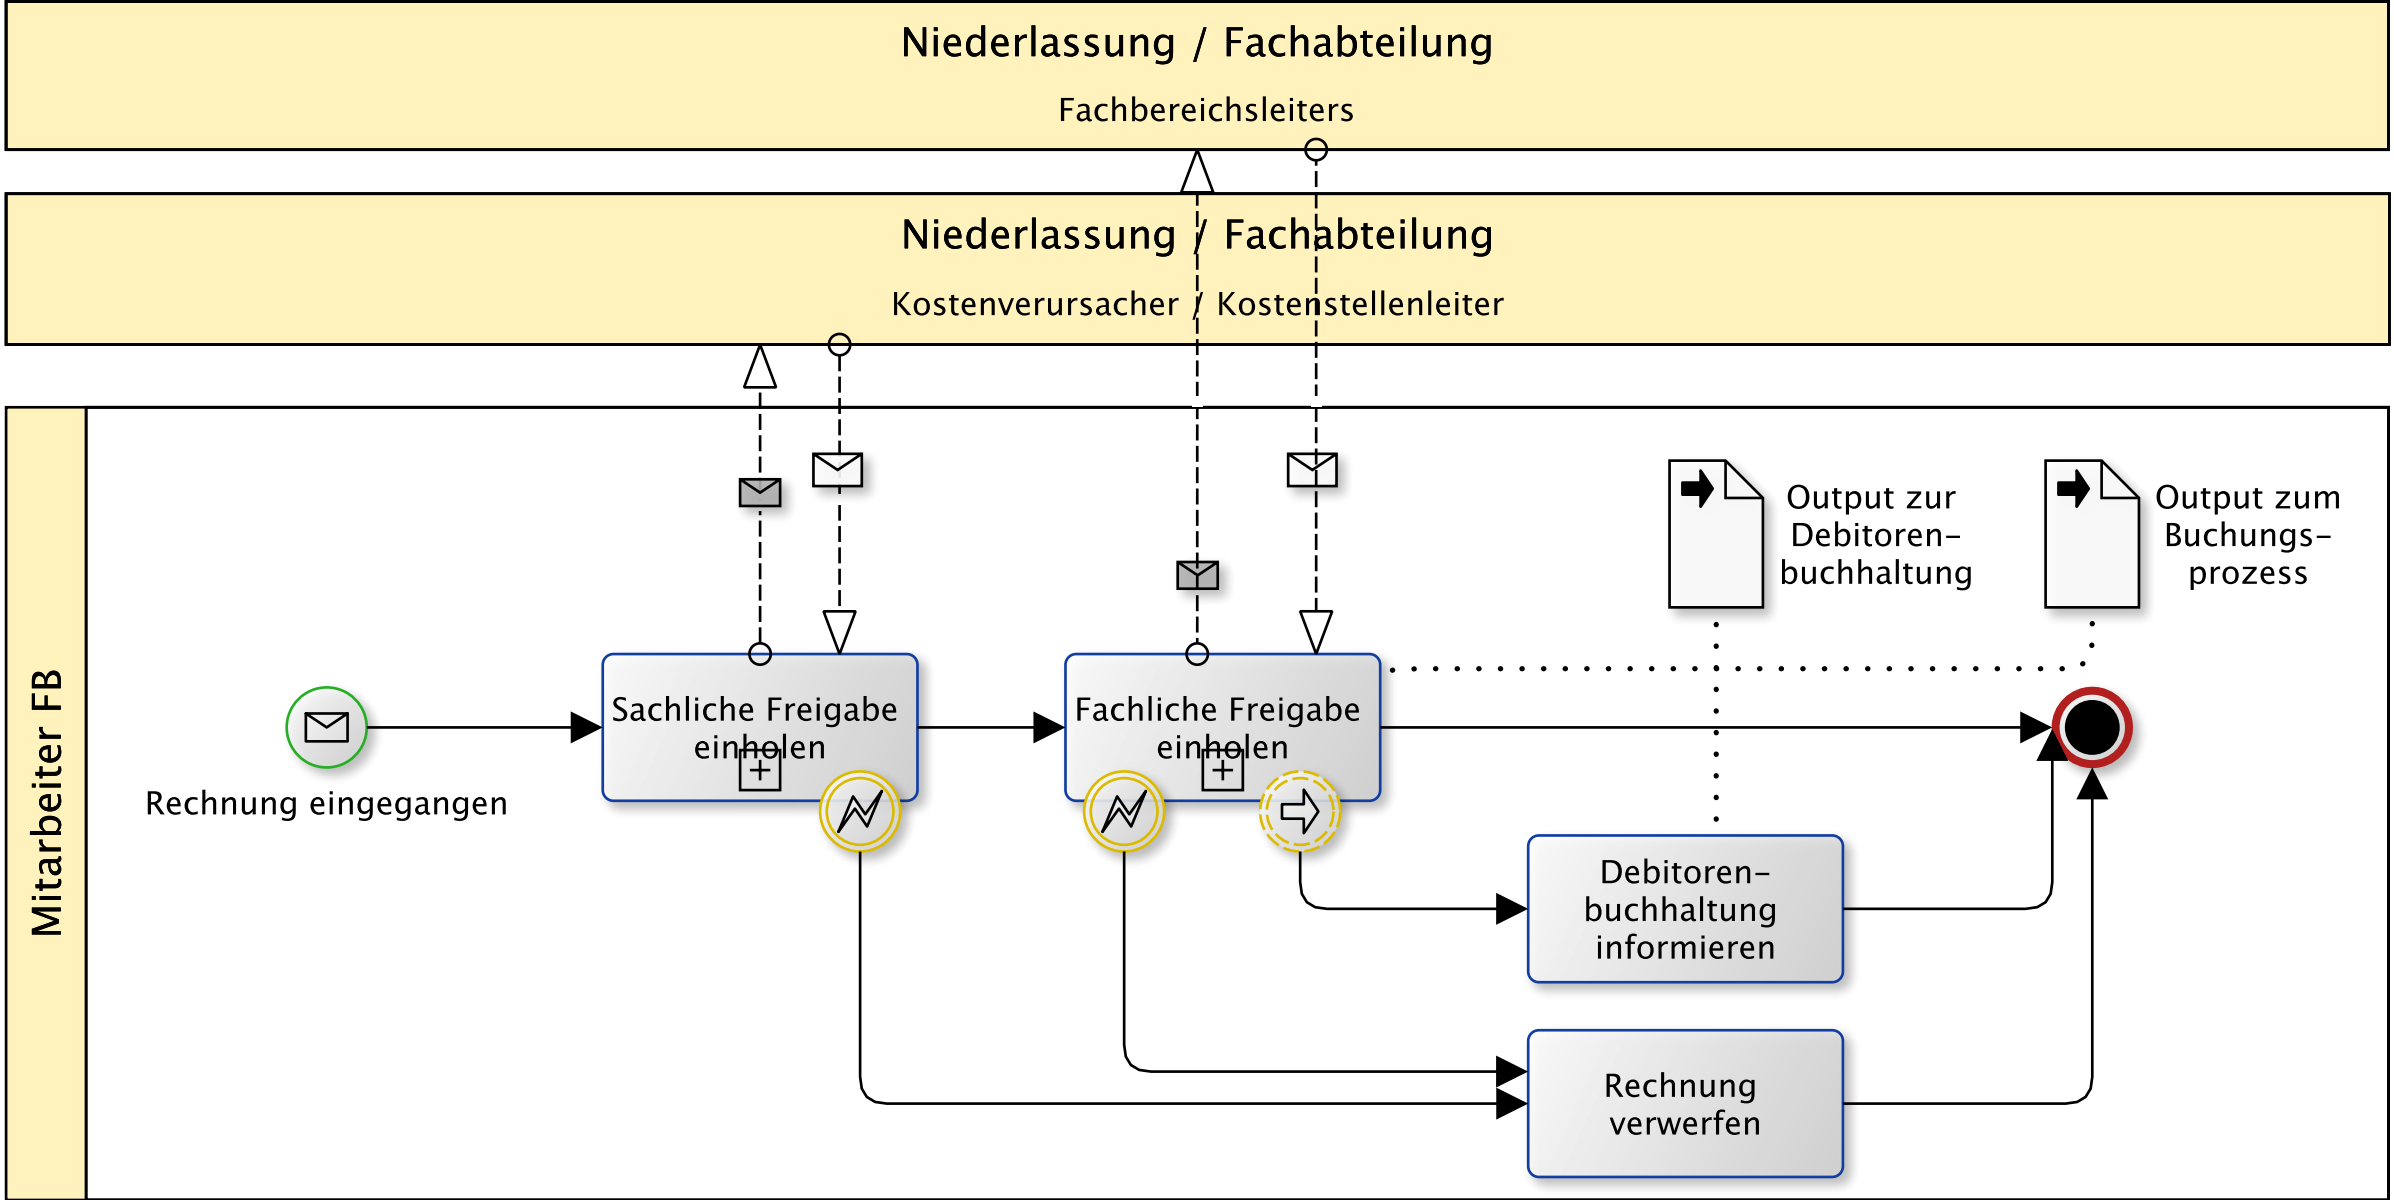 Niederlassung / Fachabteilung
Fachbereichsleiters
Niederlassung / Fachabteilung
Kostenverursacher / Kostenstellenleiter
Mitarbeiter FB
Rechnung eingegangen
Sachliche Freigabe
einholen
Fachliche Freigabe
einholen
Output zur
Debitoren-
buchhaltung
Output zum
Buchungs-
prozess
Debitoren-
buchhaltung
informieren
Rechnung
verwerfen